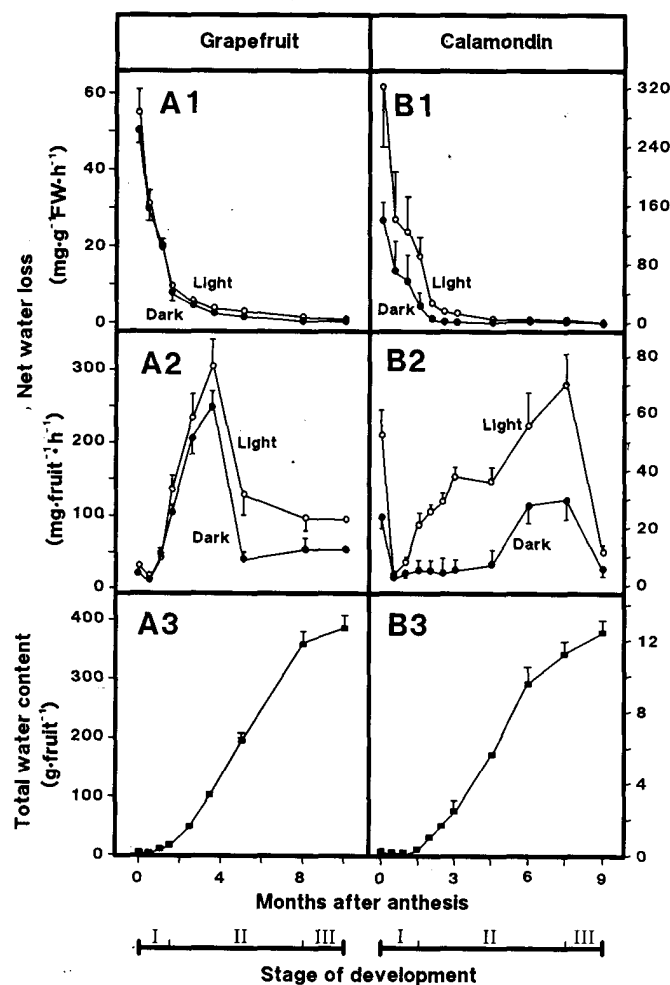 Grapefruit Calamondin
A1 B1
60 320
40 240
160
20 80
0 0
Light Light
Dark Dark
Net water loss
(mg·g⁻¹FW·h⁻¹)
A2 B2
300 80
200 60
40
100 20
0 0
Light Light
Dark Dark
(mg·fruit⁻¹·h⁻¹)
A3 B3
400 12
300 8
200
100 4
0 0
Total water content
(g·fruit⁻¹)
0 4 8 0 3 6 9
Months after anthesis
I II III I II III
Stage of development